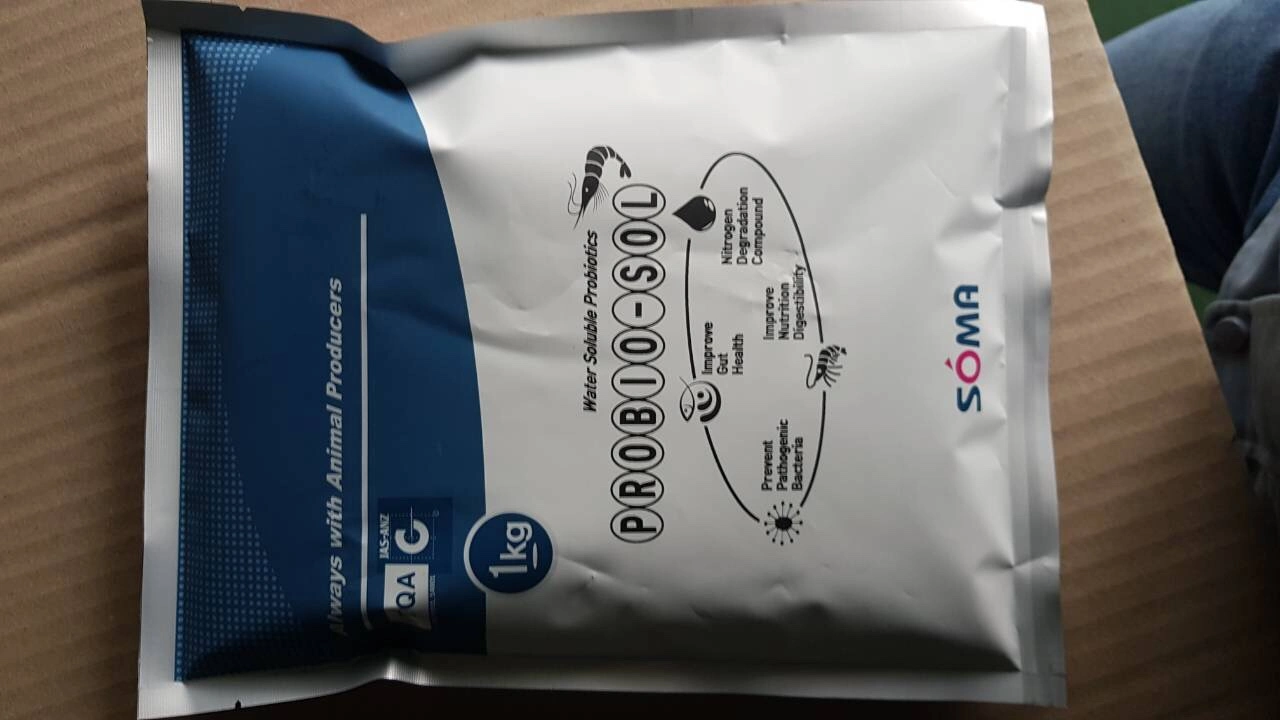 Always with Animal Producers
JAS-ANZ
QA
C
1kg
Water Soluble Probiotics
PROBIO-SOL
Nitrogen
Degradation
Compound
Improve
Gut
Health
Improve
Nutrition
Digestibility
Prevent
Pathogenic
Bacteria
SÓMA